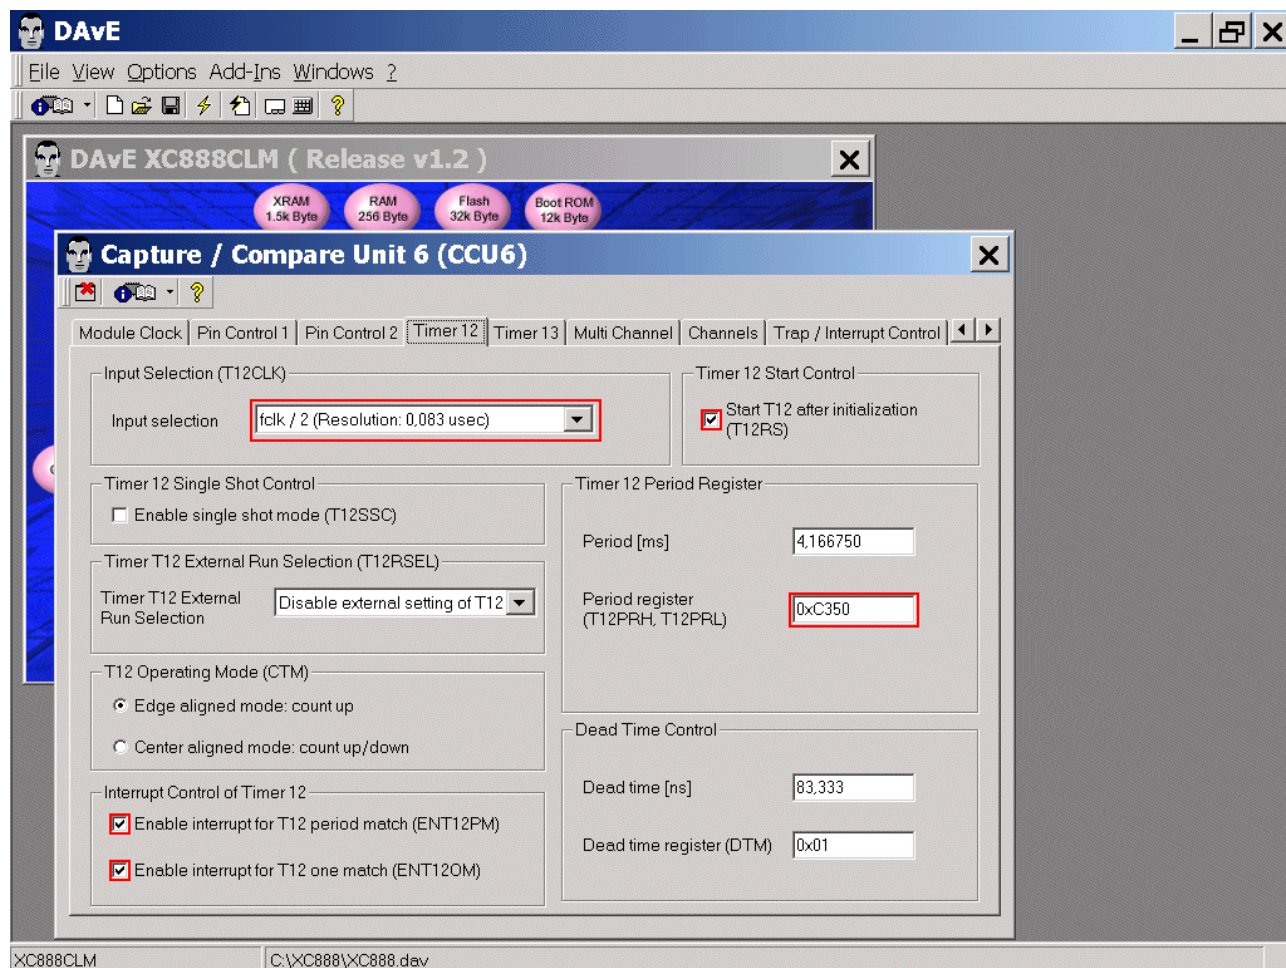 DAvE
File View Options Add-Ins Windows ?
DAvE XC888CLM ( Release v1.2 )
XRAM
1.5k Byte
RAM
256 Byte
Flash
32k Byte
Boot ROM
12k Byte
Capture / Compare Unit 6 (CCU6)
Module Clock Pin Control 1 Pin Control 2 Timer 12 Timer 13 Multi Channel Channels Trap / Interrupt Control
Input Selection (T12CLK)
Input selection
fclk / 2 (Resolution: 0,083 usec)
Timer 12 Start Control
Start T12 after initialization
(T12RS)
Timer 12 Single Shot Control
Enable single shot mode (T12SSC)
Timer T12 External Run Selection (T12RSEL)
Timer T12 External
Run Selection
Disable external setting of T12
T12 Operating Mode (CTM)
Edge aligned mode: count up
Center aligned mode: count up/down
Interrupt Control of Timer 12
Enable interrupt for T12 period match (ENT12PM)
Enable interrupt for T12 one match (ENT12OM)
Timer 12 Period Register
Period [ms]
4,166750
Period register
(T12PRH, T12PRL)
0xC350
Dead Time Control
Dead time [ns]
83,333
Dead time register (DTM)
0x01
XC888CLM
C:\XC888\XC888.dav